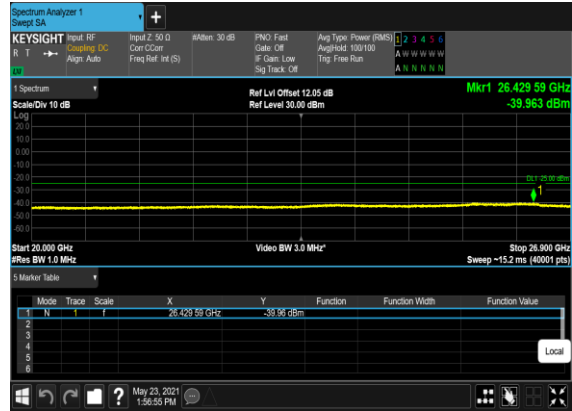 Spectrum Analyzer 1
Swept SA
+
KEYSIGHT Input: RF Input Z: 50 Ω #Atten: 30 dB PNO: Fast Avg Type: Power (RMS) 1 2 3 4 5 6
R T Coupling: DC Corr CCorr Gate: Off Avg|Hold: 100/100 A W W W W W
Align: Auto Freq Ref: Int (S) IF Gain: Low Trig: Free Run
Sig Track: Off A N N N N N
1 Spectrum Ref Lvl Offset 12.05 dB Mkr1 26.429 59 GHz
Scale/Div 10 dB Ref Level 30.00 dBm -39.963 dBm
Log
20.0
10.0
0.00
-10.0
-20.0
DL1 -25.00 dBm
-30.0
1
-40.0
-50.0
-60.0
Start 20.000 GHz Video BW 3.0 MHz* Stop 26.900 GHz
#Res BW 1.0 MHz Sweep ~15.2 ms (40001 pts)
5 Marker Table
Mode Trace Scale X Y Function Function Width Function Value
1 N 1 f 26.429 59 GHz -39.96 dBm
2
3
4
5
6
Local
? May 23, 2021
1:56:55 PM